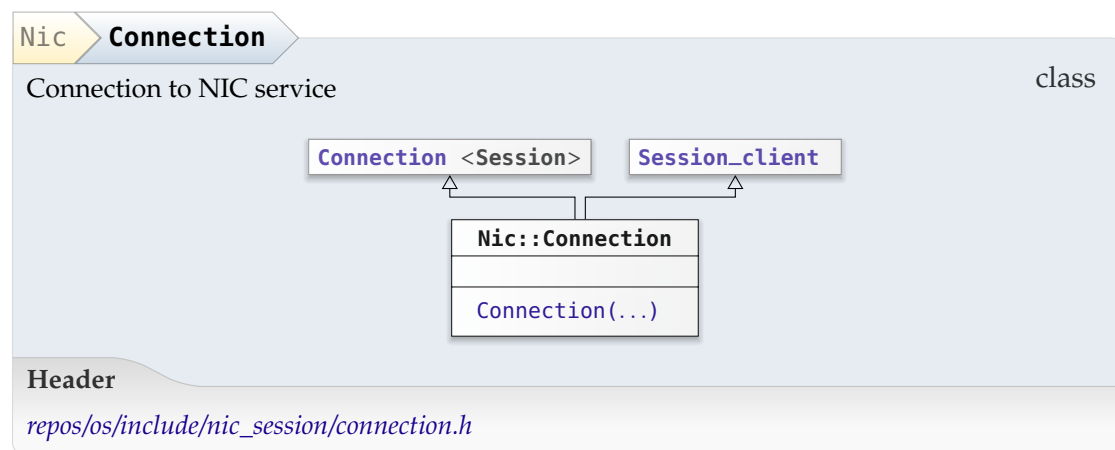 Nic Connection
class
Connection to NIC service
Connection <Session> Session_client
Nic::Connection
Connection(...)
Header
repos/os/include/nic_session/connection.h